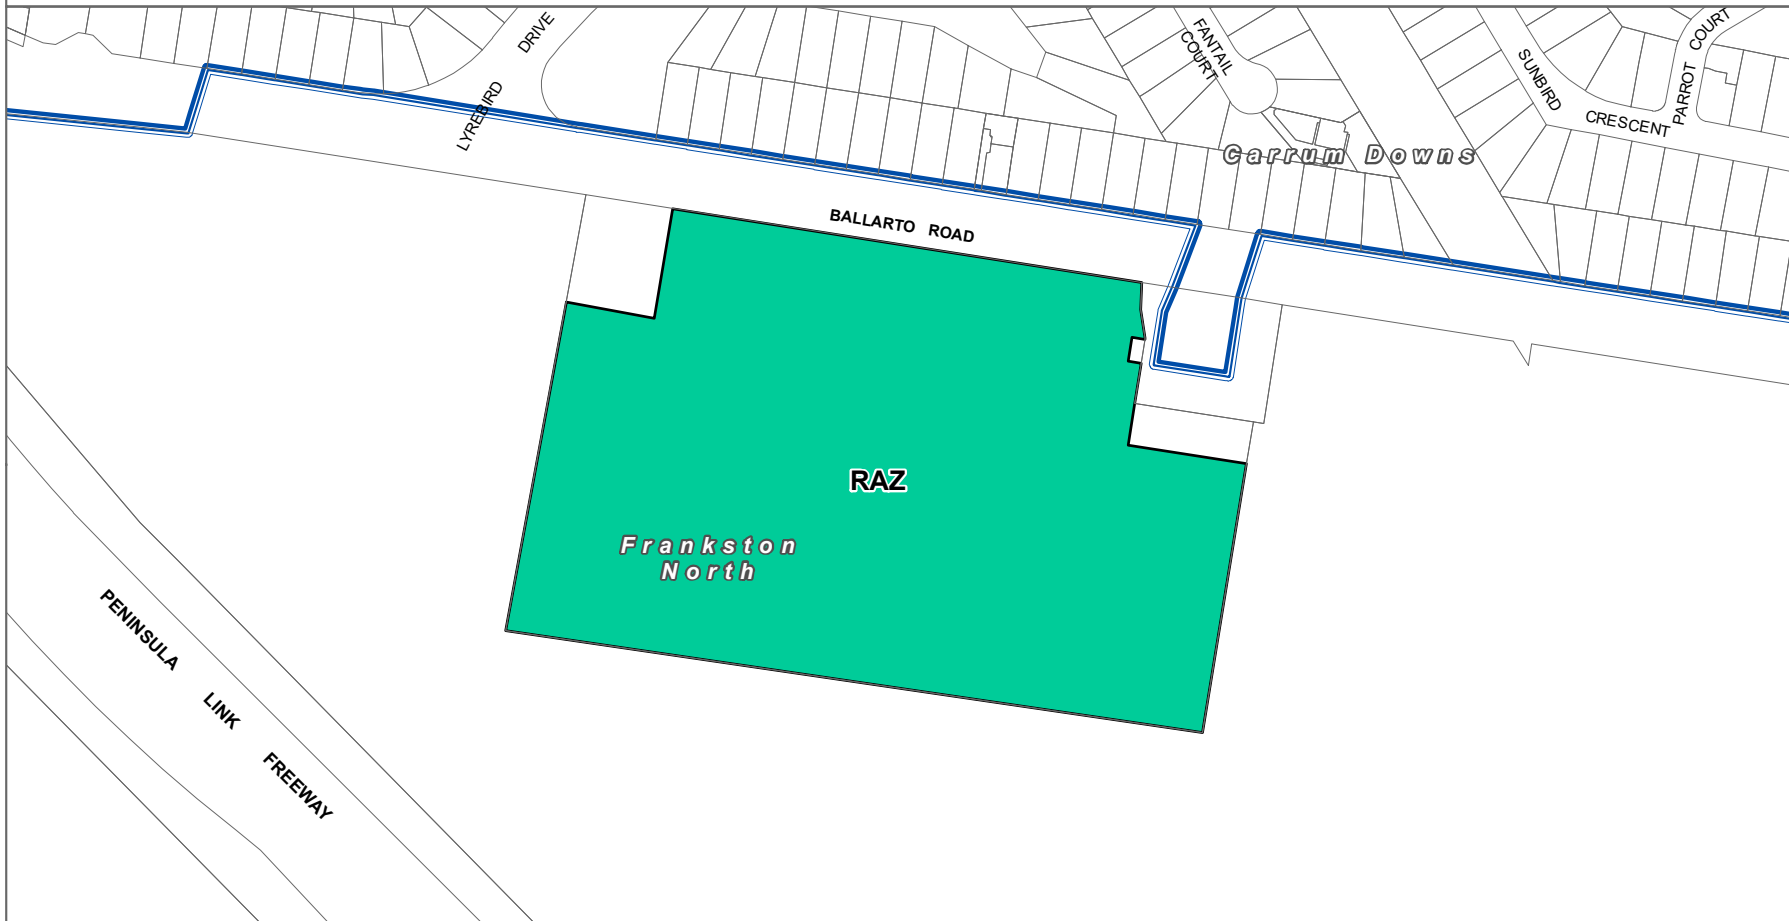 DRIVE
LYREBIRD
FANTAIL
COURT
SUNBIRD
CRESCENT
PARROT COURT
Carrum Downs
BALLARTO ROAD
RAZ
Frankston
North
PENINSULA LINK FREEWAY